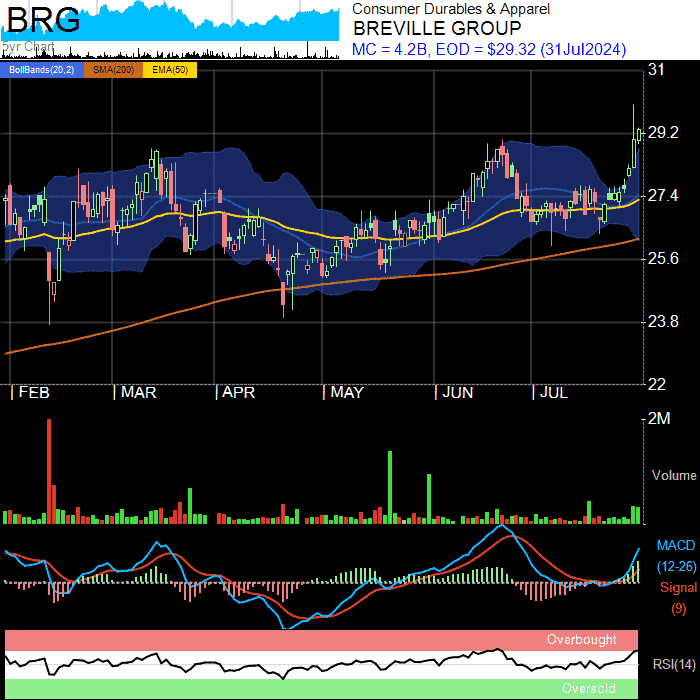 BRG
5yr Chart
Consumer Durables & Apparel
BREVILLE GROUP
MC = 4.2B, EOD = $29.32 (31Jul2024)
BollBands(20,2) SMA(200) EMA(50)
31
29.2
27.4
25.6
23.8
22
FEB MAR APR MAY JUN JUL
2M
Volume
MACD
(12-26)
Signal
(9)
Overbought
RSI(14)
Oversold